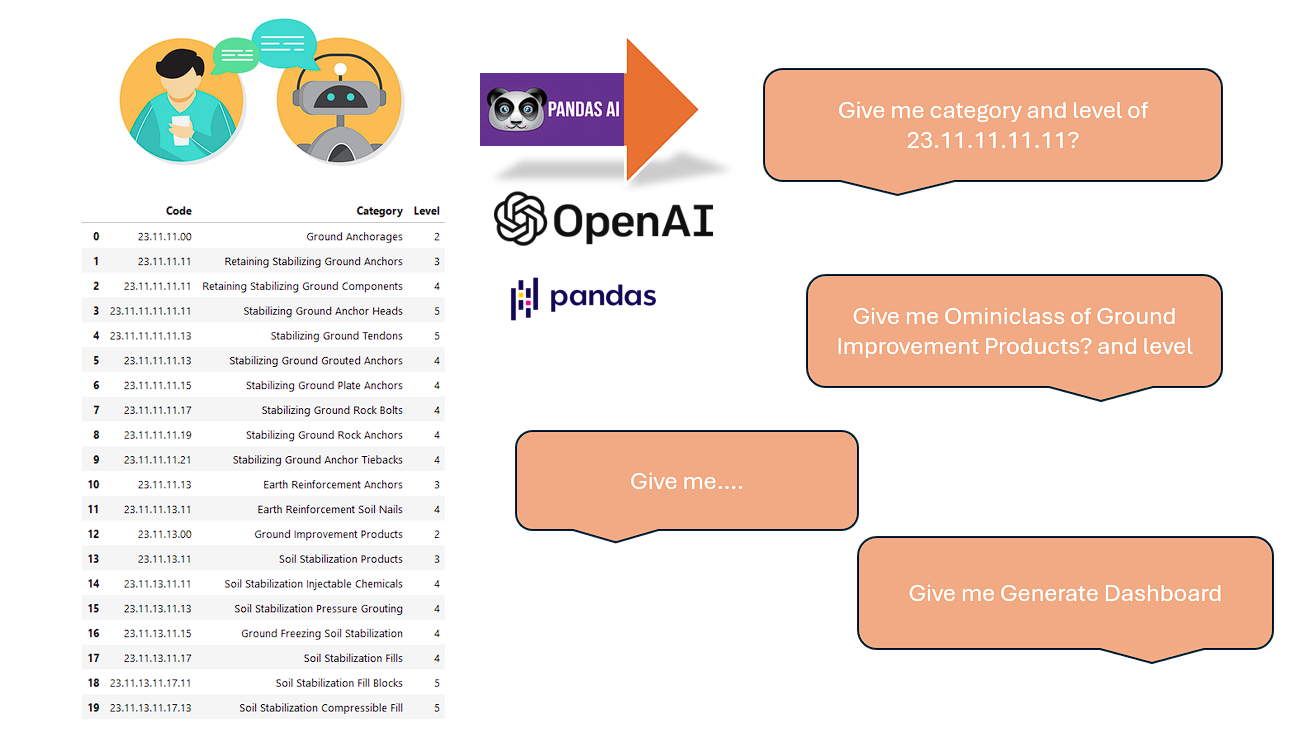 PANDAS AI
OpenAI
pandas
Code Category Level
0 23.11.11.00 Ground Anchorages 2
1 23.11.11.11 Retaining Stabilizing Ground Anchors 3
2 23.11.11.11.11 Retaining Stabilizing Ground Components 4
3 23.11.11.11.11.11 Stabilizing Ground Anchor Heads 5
4 23.11.11.11.11.13 Stabilizing Ground Tendons 5
5 23.11.11.11.13 Stabilizing Ground Grouted Anchors 4
6 23.11.11.11.15 Stabilizing Ground Plate Anchors 4
7 23.11.11.11.17 Stabilizing Ground Rock Bolts 4
8 23.11.11.11.19 Stabilizing Ground Rock Anchors 4
9 23.11.11.11.21 Stabilizing Ground Anchor Tiebacks 4
10 23.11.11.13 Earth Reinforcement Anchors 3
11 23.11.11.13.11 Earth Reinforcement Soil Nails 4
12 23.11.13.00 Ground Improvement Products 2
13 23.11.13.11 Soil Stabilization Products 3
14 23.11.13.11.11 Soil Stabilization Injectable Chemicals 4
15 23.11.13.11.13 Soil Stabilization Pressure Grouting 4
16 23.11.13.11.15 Ground Freezing Soil Stabilization 4
17 23.11.13.11.17 Soil Stabilization Fills 4
18 23.11.13.11.17.11 Soil Stabilization Fill Blocks 5
19 23.11.13.11.17.13 Soil Stabilization Compressible Fill 5
Give me category and level of
23.11.11.11.11?
Give me Ominiclass of Ground
Improvement Products? and level
Give me....
Give me Generate Dashboard